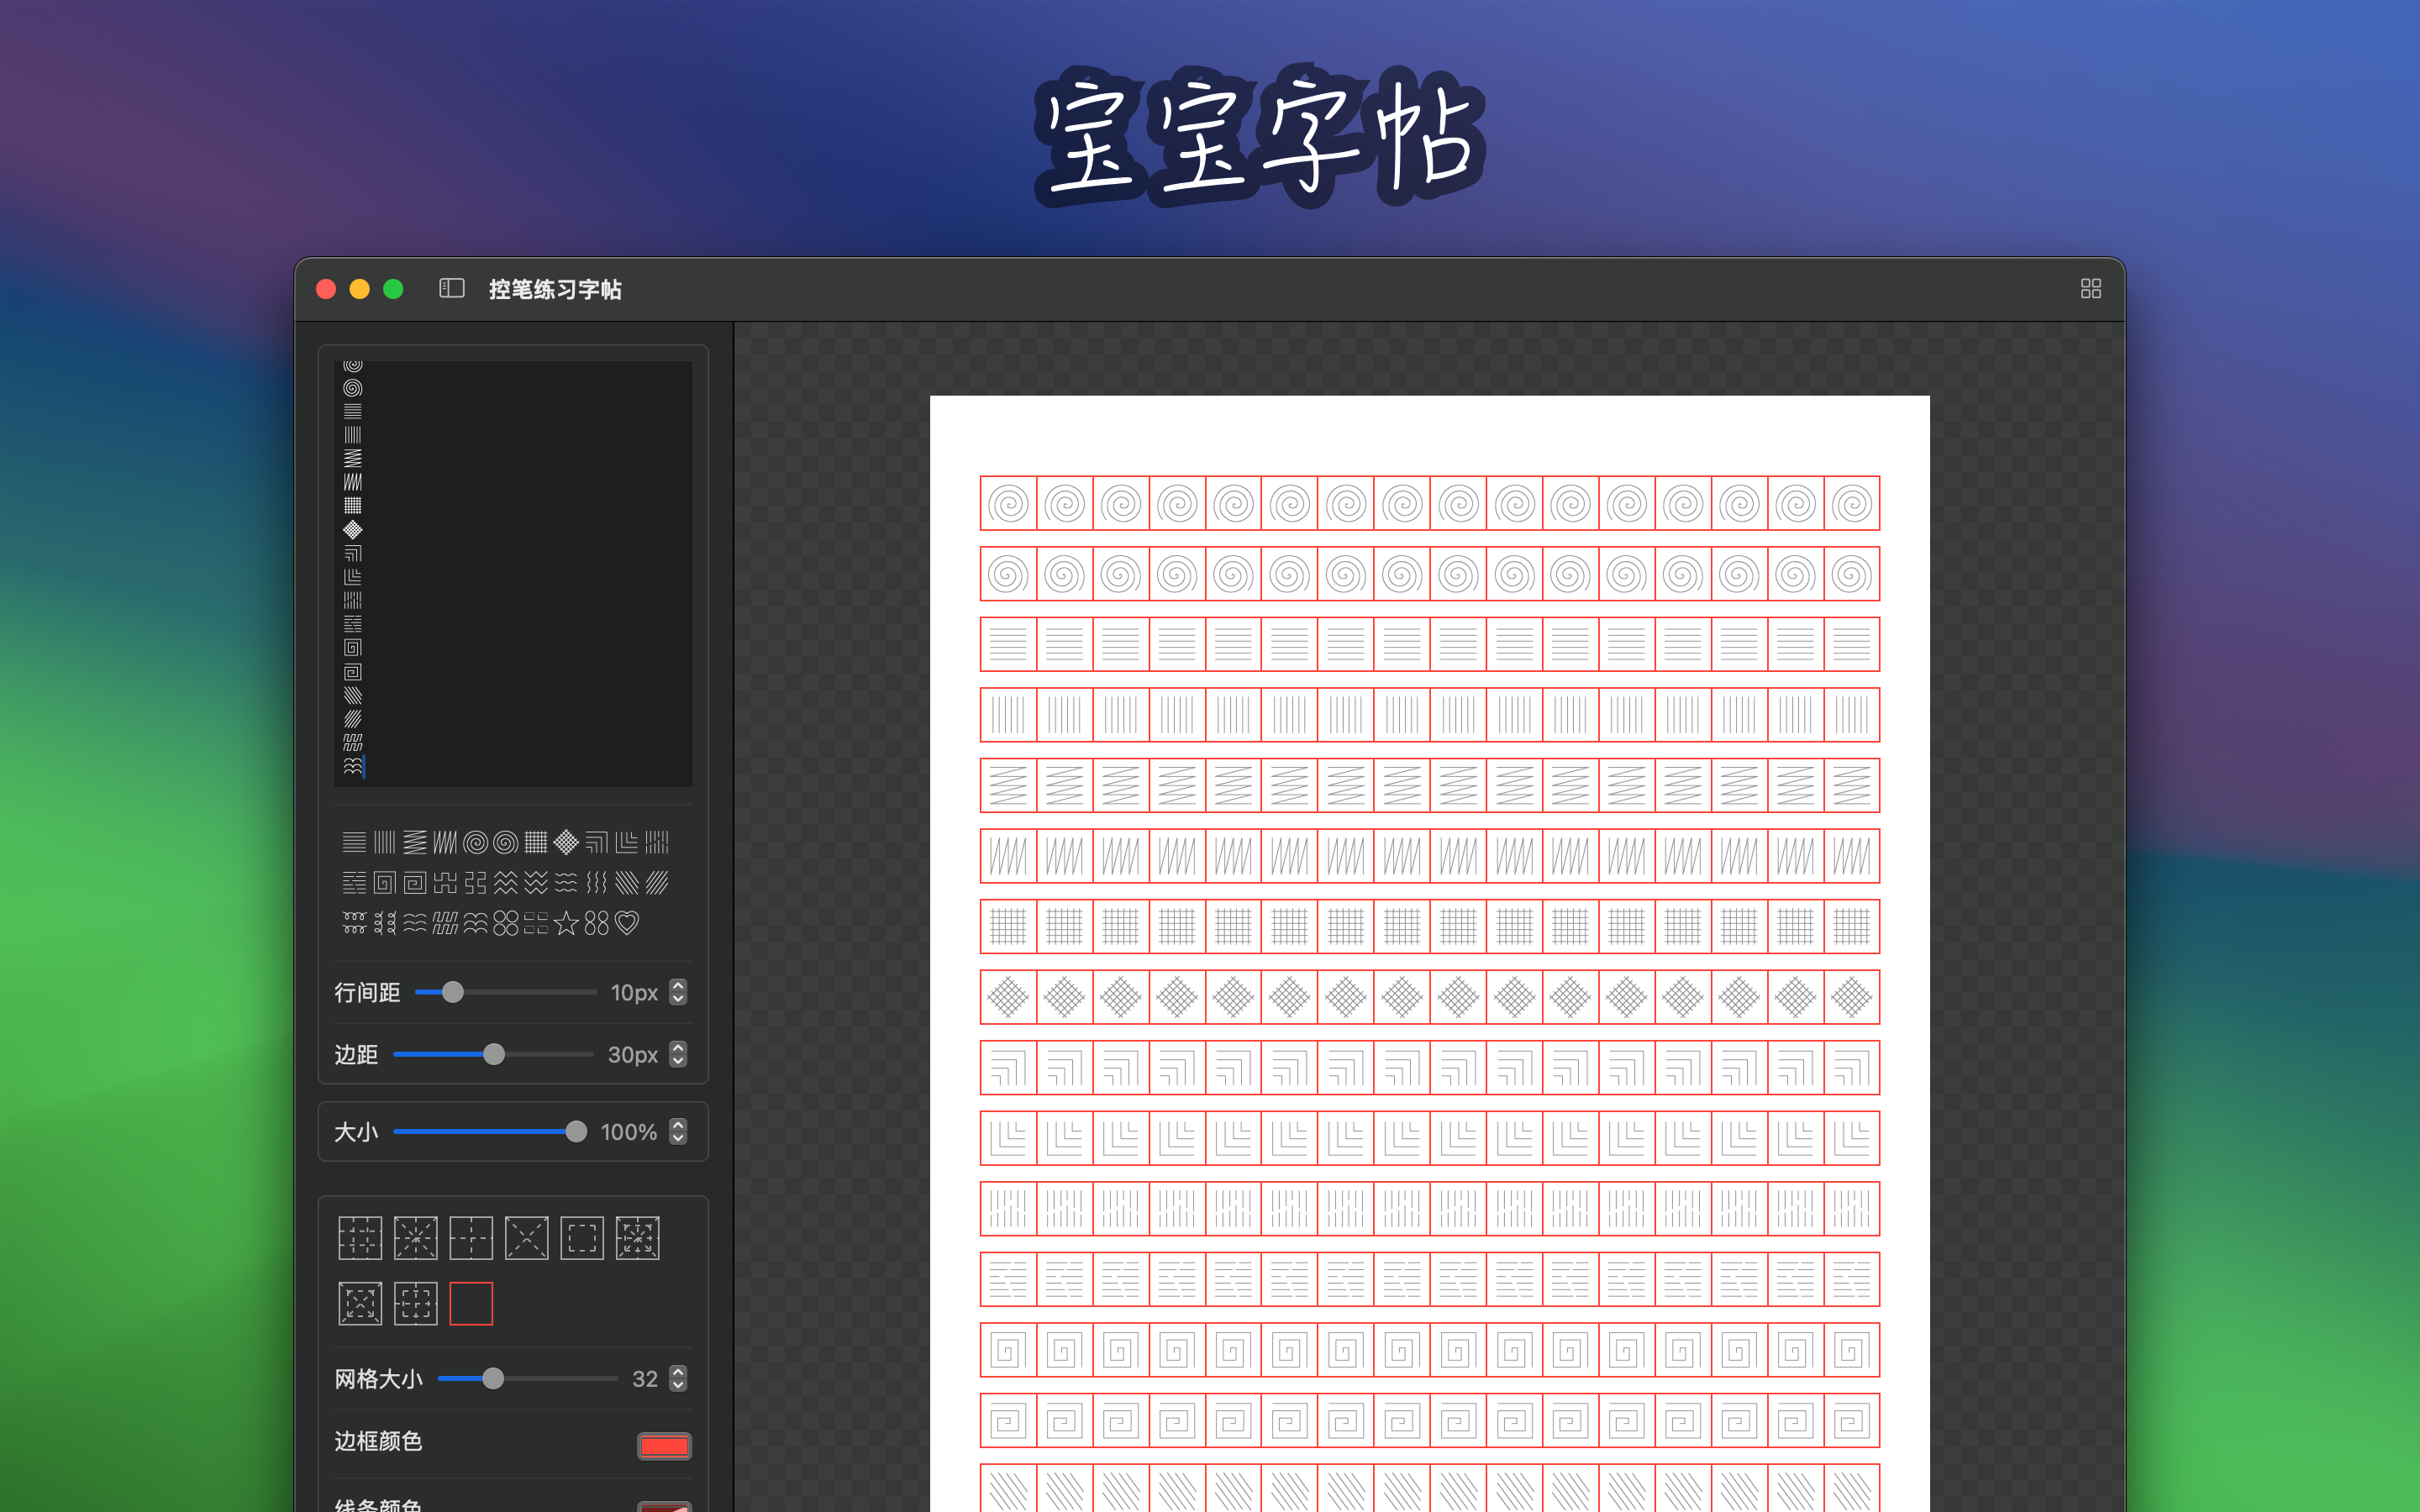 宝宝字帖
控笔练习字帖
行间距 10px
边距 30px
大小 100%
网格大小 32
边框颜色
线条颜色